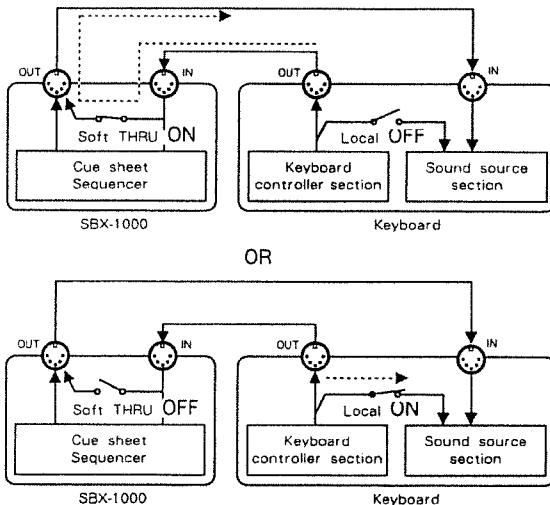 OUT
IN
OUT
IN
Soft THRU ON
Local OFF
Cue sheet
Sequencer
Keyboard
controller section
Sound source
section
SBX-1000
Keyboard
OR
OUT
IN
OUT
IN
Soft THRU OFF
Local ON
Cue sheet
Sequencer
Keyboard
controller section
Sound source
section
SBX-1000
Keyboard